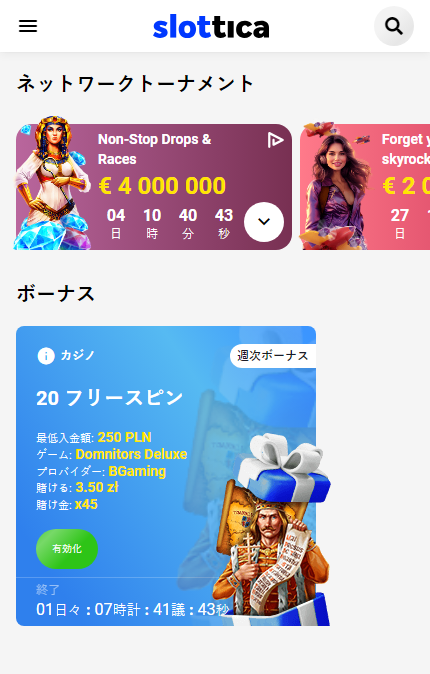 slottica
ネットワークトーナメント
Non-Stop Drops &
Races
€ 4 000 000
04 10 40 43
日 時 分 秒
Forget y
skyrock
€ 2 0
27
日
ボーナス
カジノ
週次ボーナス
20 フリースピン
最低入金額: 250 PLN
ゲーム: Domnitors Deluxe
プロバイダー: BGaming
賭ける: 3.50 zł
賭け金: x45
有効化
終了
01日々 : 07時計 : 41議 : 43秒